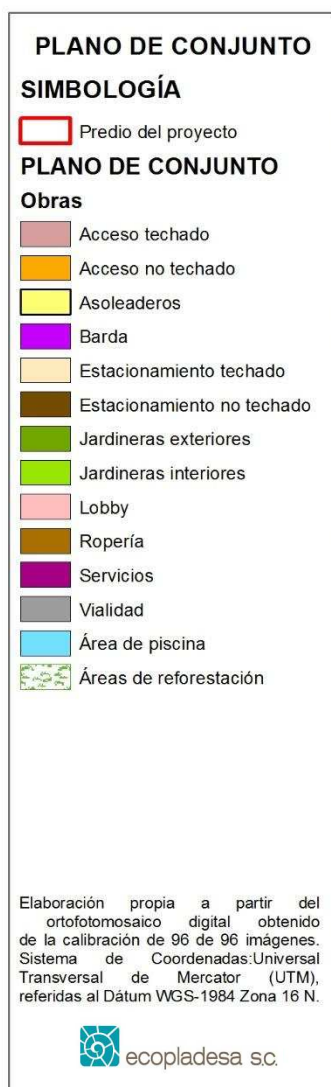 PLANO DE CONJUNTO
SIMBOLOGÍA
Predio del proyecto
PLANO DE CONJUNTO
Obras
Acceso techado
Acceso no techado
Asoleaderos
Barda
Estacionamiento techado
Estacionamiento no techado
Jardineras exteriores
Jardineras interiores
Lobby
Ropería
Servicios
Vialidad
Área de piscina
Áreas de reforestación
Elaboración propia a partir del
ortofotomosaico digital obtenido
de la calibración de 96 de 96 imágenes.
Sistema de Coordenadas:Universal
Transversal de Mercator (UTM),
referidas al Dátum WGS-1984 Zona 16 N.
ecopladesa s.c.